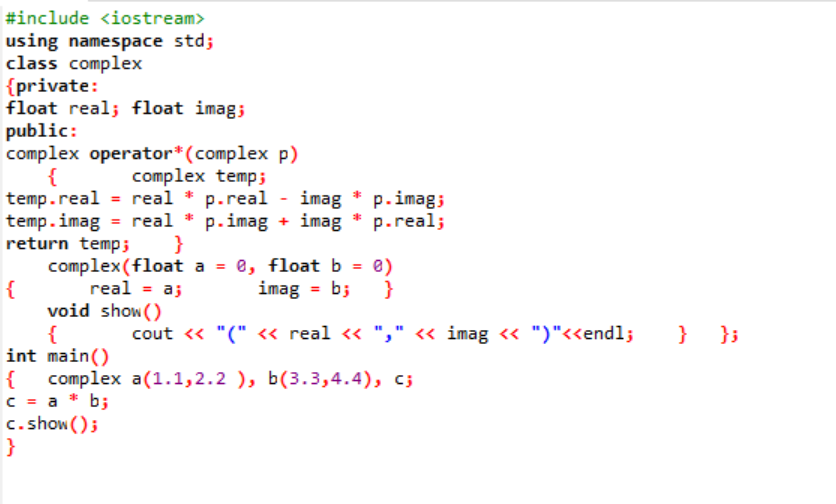 #include <iostream>
using namespace std;
class complex
{private:
float real; float imag;
public:
complex operator*(complex p)
    {       complex temp;
temp.real = real * p.real - imag * p.imag;
temp.imag = real * p.imag + imag * p.real;
return temp;    }
    complex(float a = 0, float b = 0)
{       real = a;       imag = b;   }
    void show()
    {       cout << "(" << real << "," << imag << ")"<<endl;    }   };
int main()
{   complex a(1.1,2.2 ), b(3.3,4.4), c;
c = a * b;
c.show();
}